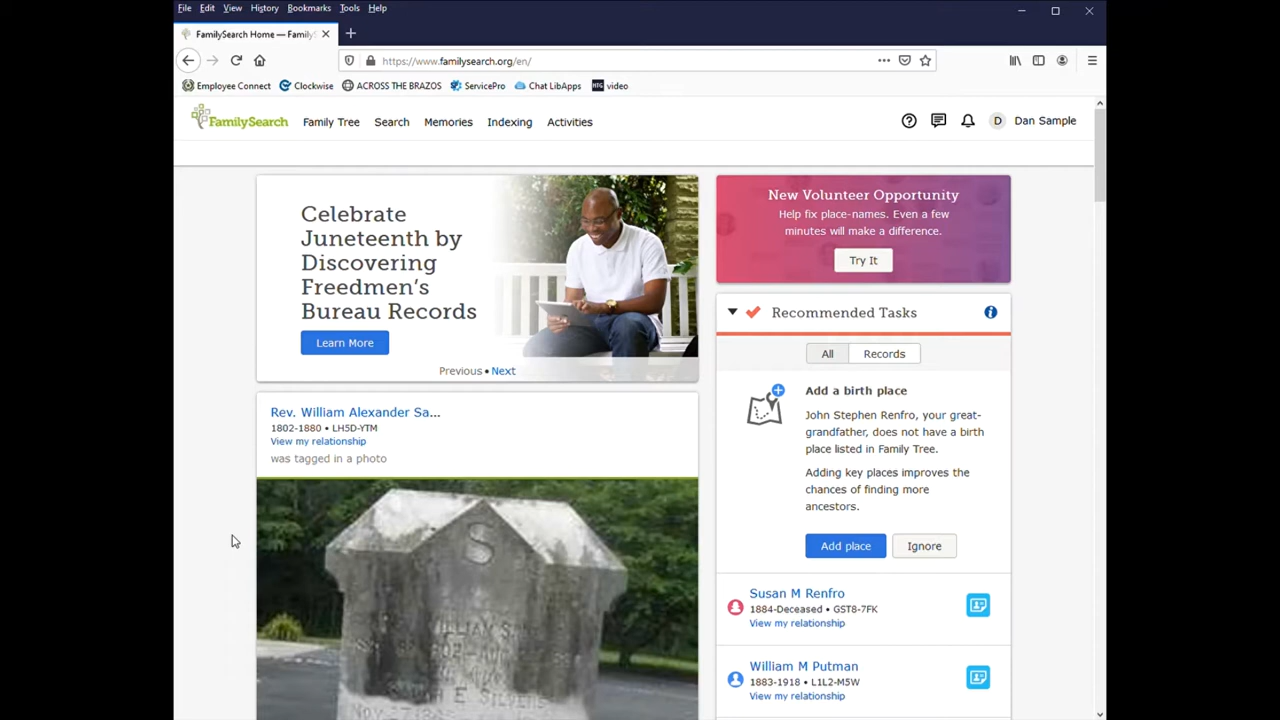 File Edit View History Bookmarks Tools Help
FamilySearch Home — FamilyS
https://www.familysearch.org/en/
Employee Connect Clockwise ACROSS THE BRAZOS ServicePro Chat LibApps HTG video
FamilySearch Family Tree Search Memories Indexing Activities D Dan Sample
Celebrate
Juneteenth by
Discovering
Freedmen's
Bureau Records
Learn More
Previous • Next
New Volunteer Opportunity
Help fix place-names. Even a few
minutes will make a difference.
Try It
Recommended Tasks
All Records
Add a birth place
John Stephen Renfro, your great-
grandfather, does not have a birth
place listed in Family Tree.
Adding key places improves the
chances of finding more
ancestors.
Add place Ignore
Susan M Renfro
1884-Deceased • GST8-7FK
View my relationship
William M Putman
1883-1918 • L1L2-M5W
View my relationship
Rev. William Alexander Sa...
1802-1880 • LH5D-YTM
View my relationship
was tagged in a photo
S